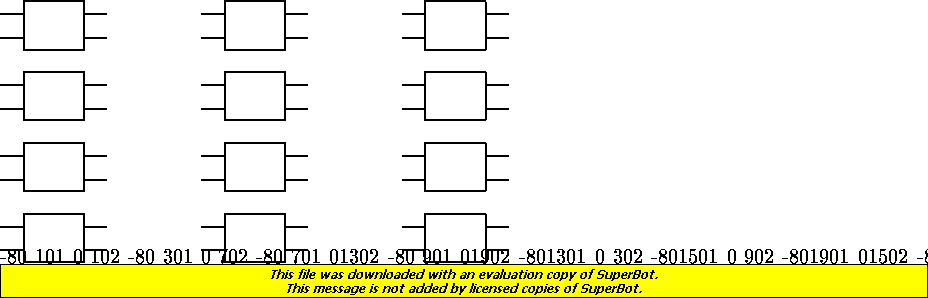 -80 101 0 102 -80 301 0 702 -80 701 01302 -80 901 01902 -801301 0 302 -801501 0 902 -801901 01502 -8
This file was downloaded with an evaluation copy of SuperBot.
This message is not added by licensed copies of SuperBot.